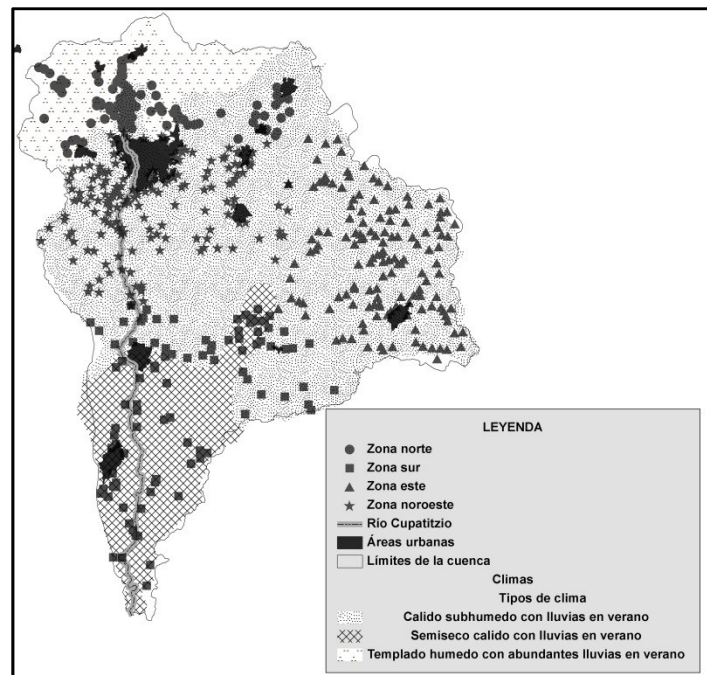 LEYENDA
Zona norte
Zona sur
Zona este
Zona noroeste
Río Cupatitzio
Áreas urbanas
Límites de la cuenca
Climas
Tipos de clima
Calido subhumedo con lluvias en verano
Semiseco calido con lluvias en verano
Templado humedo con abundantes lluvias en verano